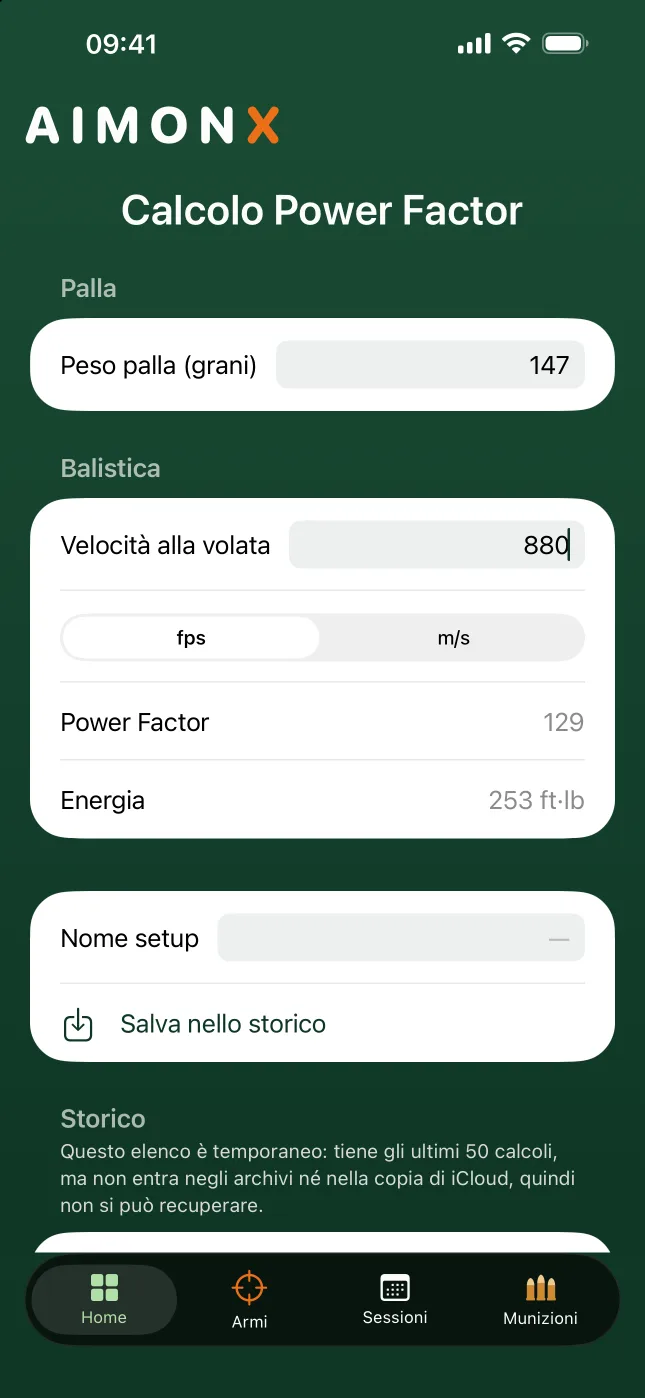 09:41
AIMONX
Calcolo Power Factor
Palla
Peso palla (grani) 147
Balistica
Velocità alla volata 880
fps m/s
Power Factor 129
Energia 253 ft·lb
Nome setup —
Salva nello storico
Storico
Questo elenco è temporaneo: tiene gli ultimi 50 calcoli,
ma non entra negli archivi né nella copia di iCloud, quindi
non si può recuperare.
Home Armi Sessioni Munizioni